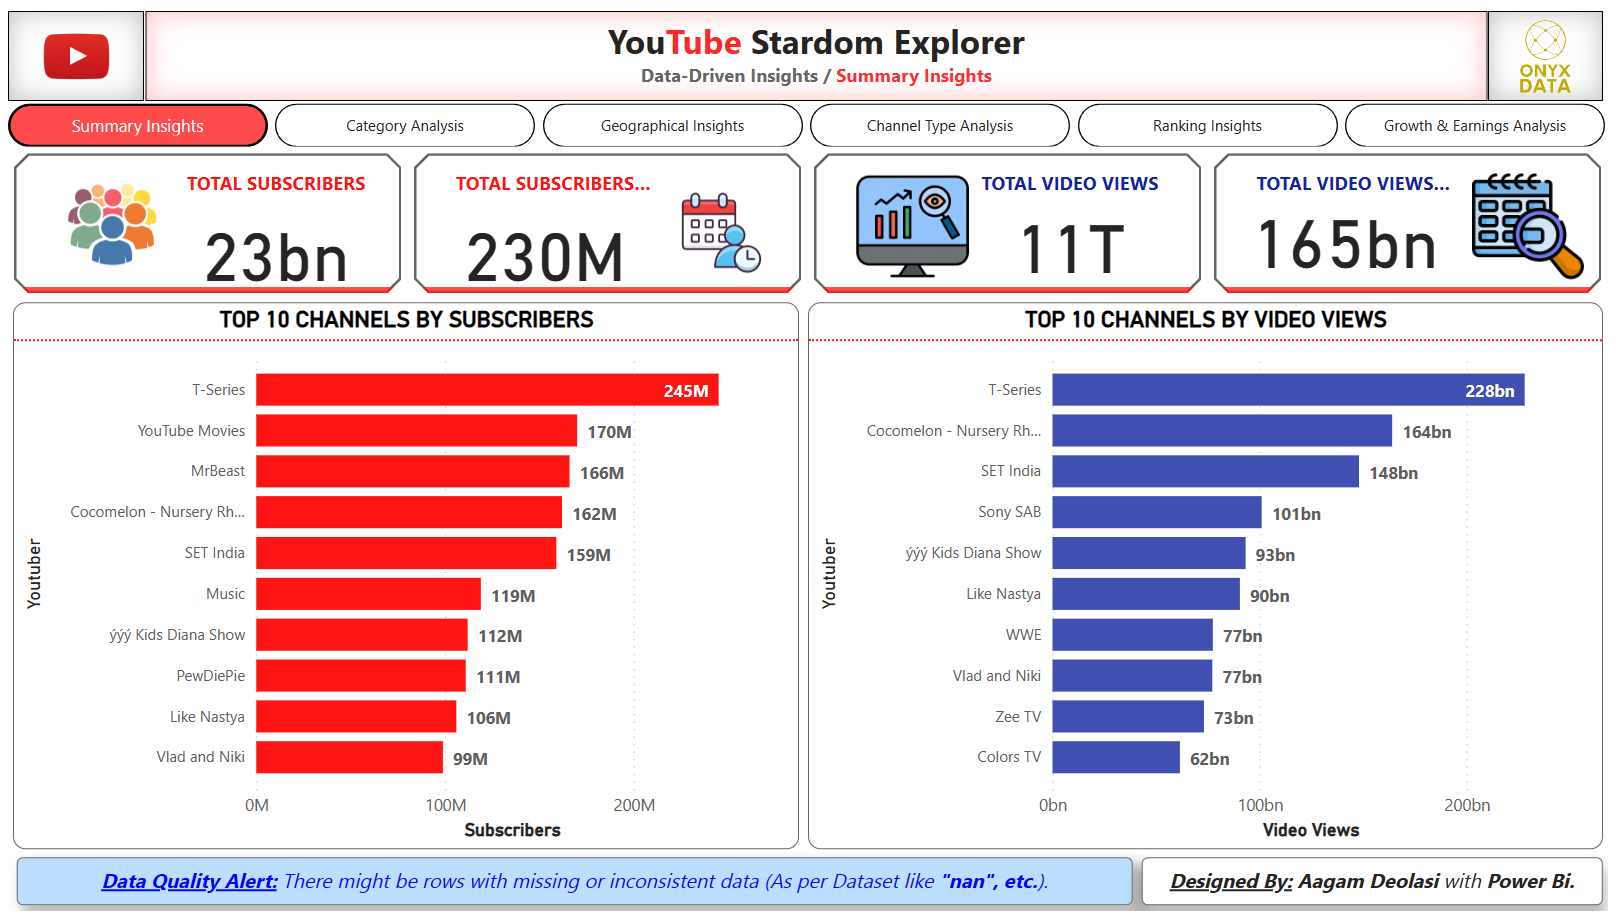 YouTube Stardom Explorer
Data-Driven Insights / Summary Insights
ONYX
DATA
Summary Insights
Category Analysis
Geographical Insights
Channel Type Analysis
Ranking Insights
Growth & Earnings Analysis
TOTAL SUBSCRIBERS
23bn
TOTAL SUBSCRIBERS...
230M
TOTAL VIDEO VIEWS
11T
TOTAL VIDEO VIEWS...
165bn
TOP 10 CHANNELS BY SUBSCRIBERS
Youtuber
T-Series 245M
YouTube Movies 170M
MrBeast 166M
Cocomelon - Nursery Rh... 162M
SET India 159M
Music 119M
ýýý Kids Diana Show 112M
PewDiePie 111M
Like Nastya 106M
Vlad and Niki 99M
0M 100M 200M
Subscribers
TOP 10 CHANNELS BY VIDEO VIEWS
Youtuber
T-Series 228bn
Cocomelon - Nursery Rh... 164bn
SET India 148bn
Sony SAB 101bn
ýýý Kids Diana Show 93bn
Like Nastya 90bn
WWE 77bn
Vlad and Niki 77bn
Zee TV 73bn
Colors TV 62bn
0bn 100bn 200bn
Video Views
Data Quality Alert: There might be rows with missing or inconsistent data (As per Dataset like "nan", etc.).
Designed By: Aagam Deolasi with Power Bi.